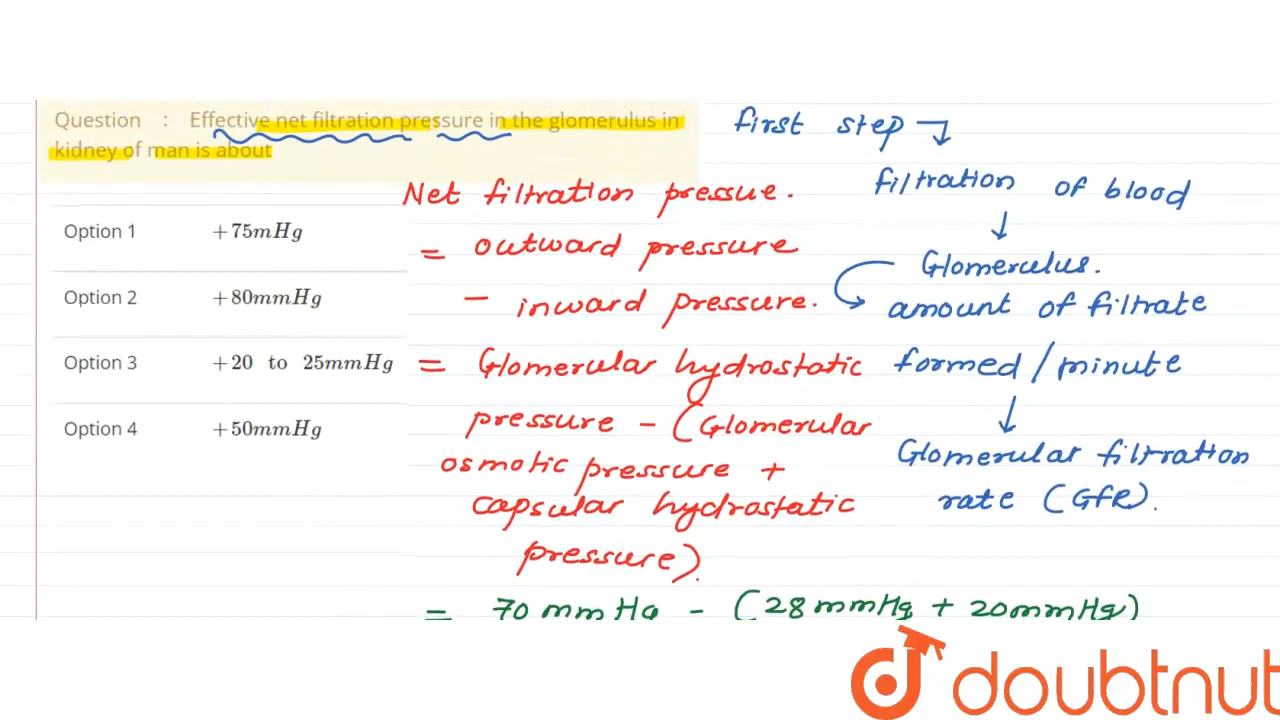 Question : Effective net filtration pressure in the glomerulus in
kidney of man is about
Option 1 +75mHg
Option 2 +80mmHg
Option 3 +20 to 25mmHg
Option 4 +50mmHg
Net filtration pressue.
= outward pressure
- inward pressure.
= Glomerular hydrostatic
pressure - (Glomerular
osmotic pressure +
capsular hydrostatic
pressure).
= 70 mm Hg - (28 mmHg + 20mmHg)
first step
filtration of blood
↓
Glomerulus.
amount of filtrate
formed/minute
↓
Glomerular filtration
rate (GfR).
doubtnut